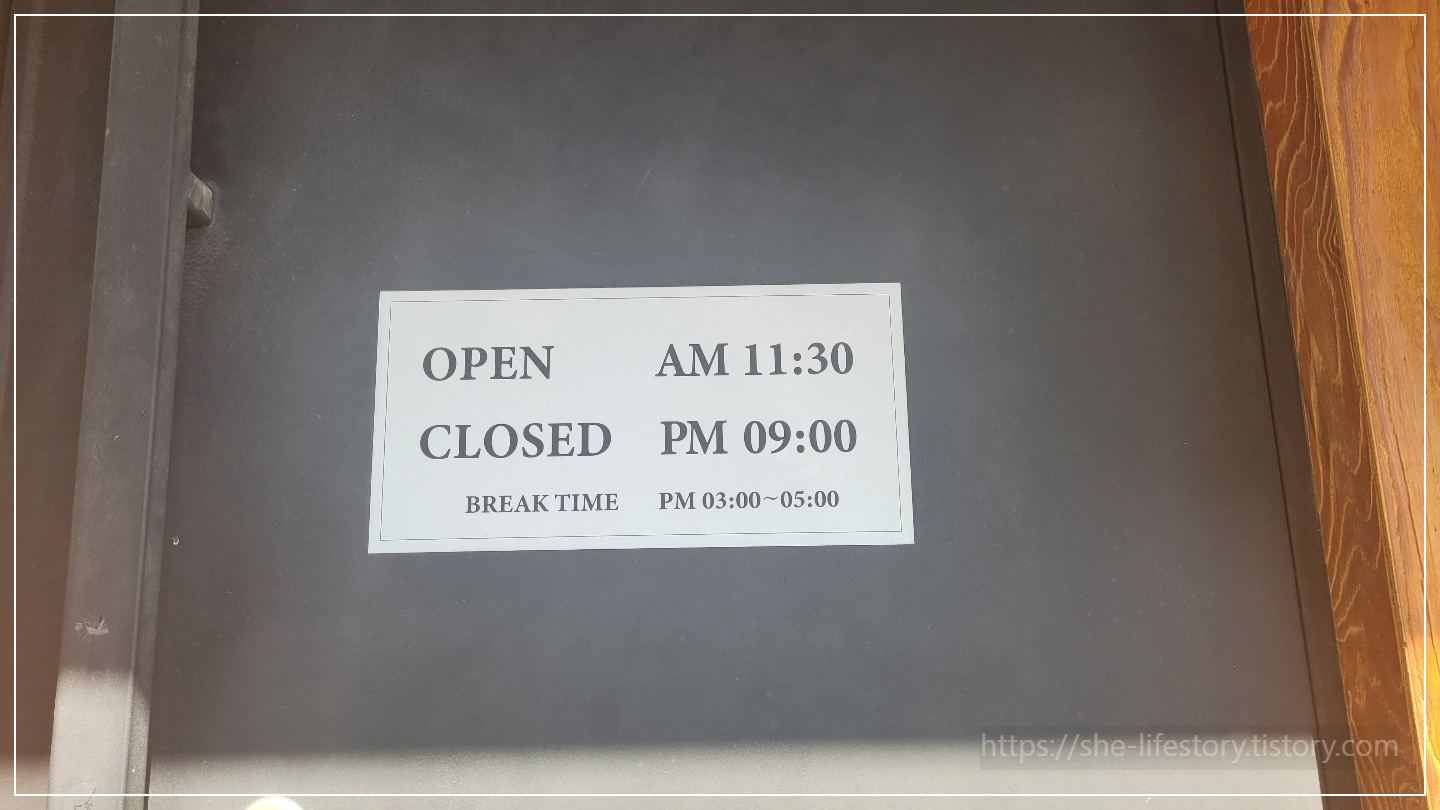 OPEN AM 11:30
CLOSED PM 09:00
BREAK TIME PM 03:00~05:00
https://she-lifestory.tistory.com